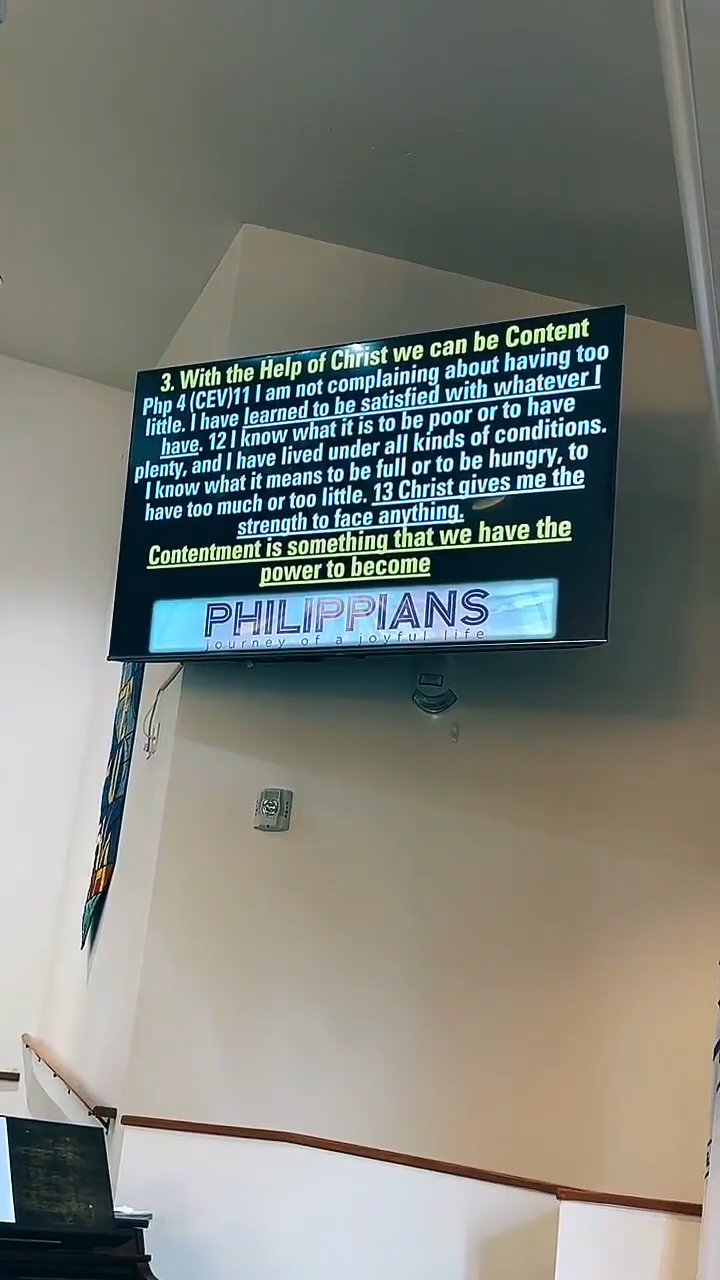 3. With the Help of Christ we can be Content
Php 4 (CEV)11 I am not complaining about having too
little. I have learned to be satisfied with whatever I
have. 12 I know what it is to be poor or to have
plenty, and I have lived under all kinds of conditions.
I know what it means to be full or to be hungry, to
have too much or too little. 13 Christ gives me the
strength to face anything.
Contentment is something that we have the
power to become
PHILIPPIANS
journey of a joyful life